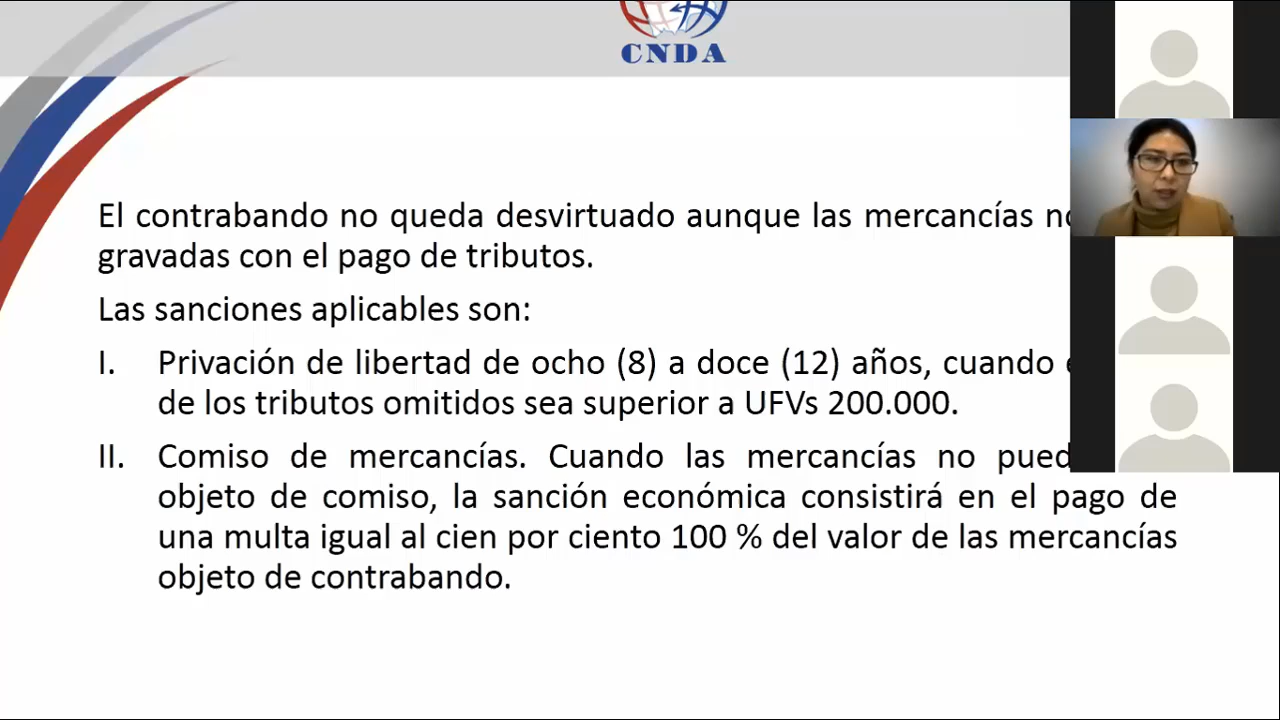 CNDA
El contrabando no queda desvirtuado aunque las mercancías
gravadas con el pago de tributos.
Las sanciones aplicables son:
I. Privación de libertad de ocho (8) a doce (12) años, cuando
de los tributos omitidos sea superior a UFVs 200.000.
II. Comiso de mercancías. Cuando las mercancías no
objeto de comiso, la sanción económica consistirá en el pago de
una multa igual al cien por ciento 100 % del valor de las mercancías
objeto de contrabando.